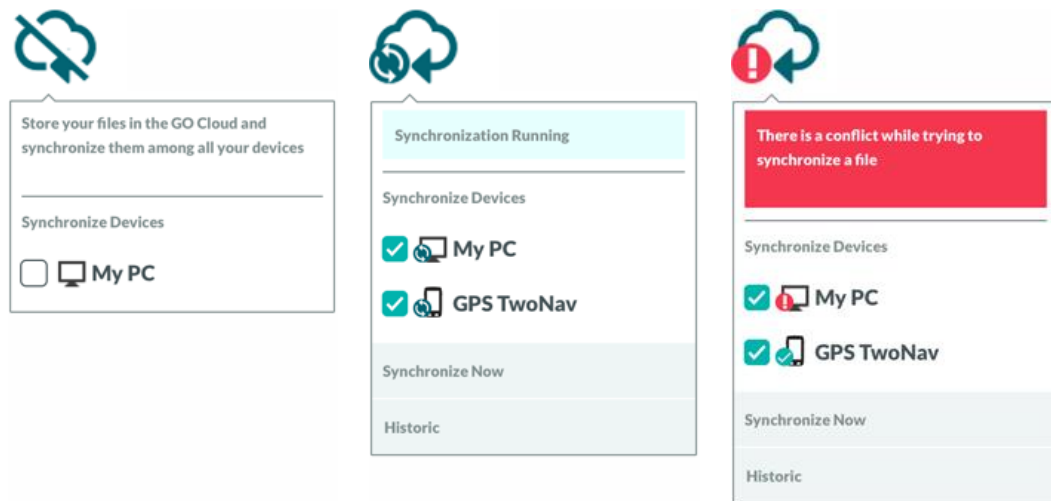 Store your files in the GO Cloud and
synchronize them among all your devices
Synchronize Devices
My PC
Synchronization Running
Synchronize Devices
My PC
GPS TwoNav
Synchronize Now
Historic
There is a conflict while trying to
synchronize a file
Synchronize Devices
My PC
GPS TwoNav
Synchronize Now
Historic